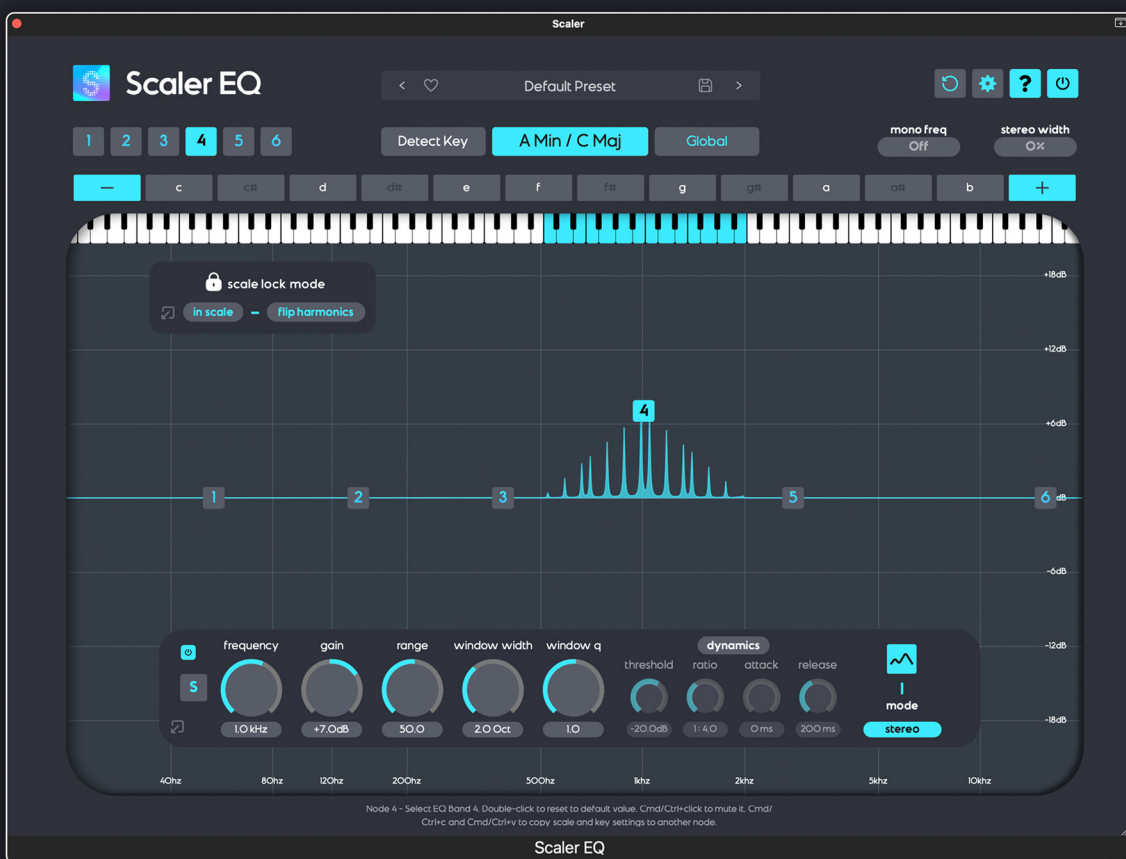 Scaler
S Scaler EQ
< Default Preset >
?
1 2 3 4 5 6
Detect Key A Min / C Maj Global
mono freq stereo width
Off 0%
– c c# d d# e f f# g g# a a# b +
scale lock mode
in scale – flip harmonics
+18dB
+12dB
+6dB
4
1 2 3 5 6 dB
-6dB
-12dB
-18dB
frequency gain range window width window q
dynamics
threshold ratio attack release
S
1.0 kHz +7.0dB 50.0 2.0 Oct 1.0
-20.0dB 1: 4.0 0 ms 200 ms
mode
stereo
40hz 80hz 120hz 200hz 500hz 1khz 2khz 5khz 10khz
Node 4 - Select EQ Band 4. Double-click to reset to default value. Cmd/Ctrl+click to mute it. Cmd/
Ctrl+c and Cmd/Ctrl+v to copy scale and key settings to another node.
Scaler EQ